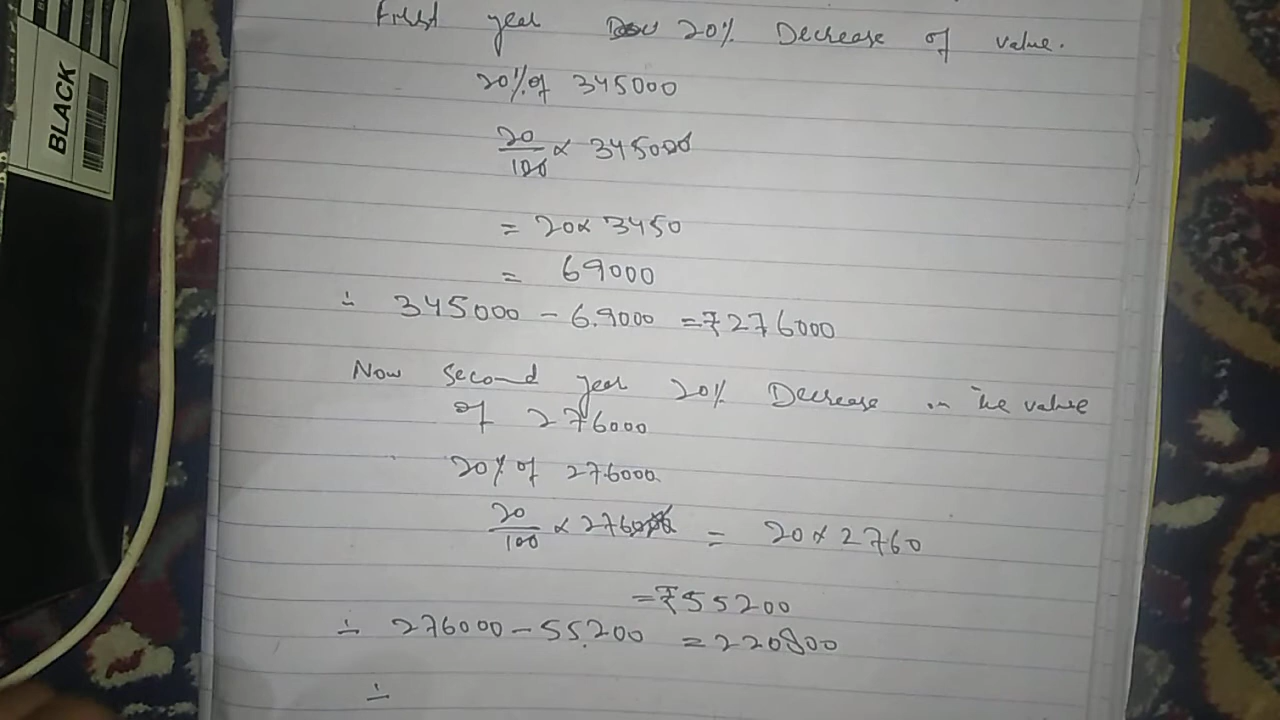 BLACK
First year 20% Decrease of value.
20% of 345000
20/100 × 345000
= 20 × 3450
= 69000
∴ 345000 - 6.9000 = ₹276000
Now second year 20% Decrease in the value
of 276000
20% of 276000
20/100 × 276000 = 20 × 2760
= ₹55200
∴ 276000 - 55200 = 220800
∴